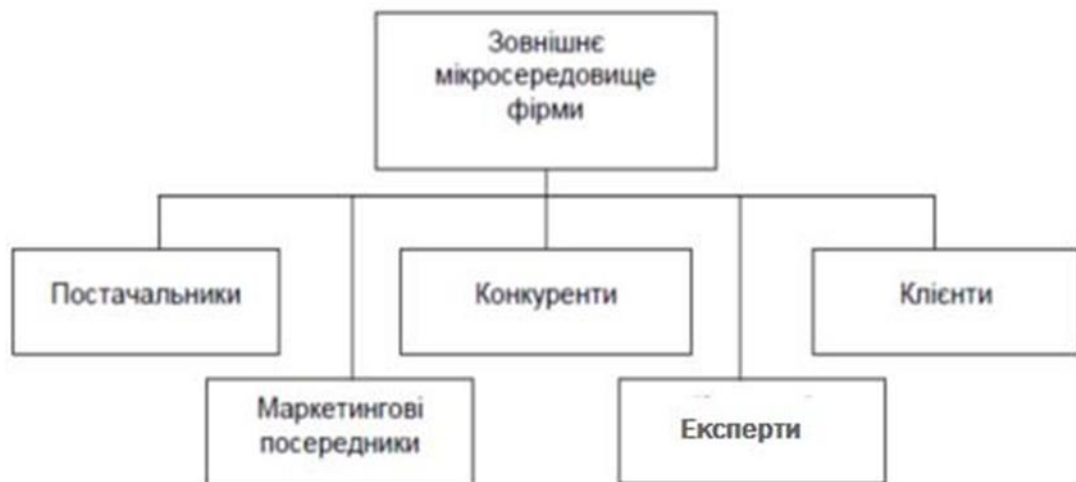 Зовнішнє
мікросередовище
фірми
Постачальники
Конкуренти
Клієнти
Маркетингові
посередники
Експерти